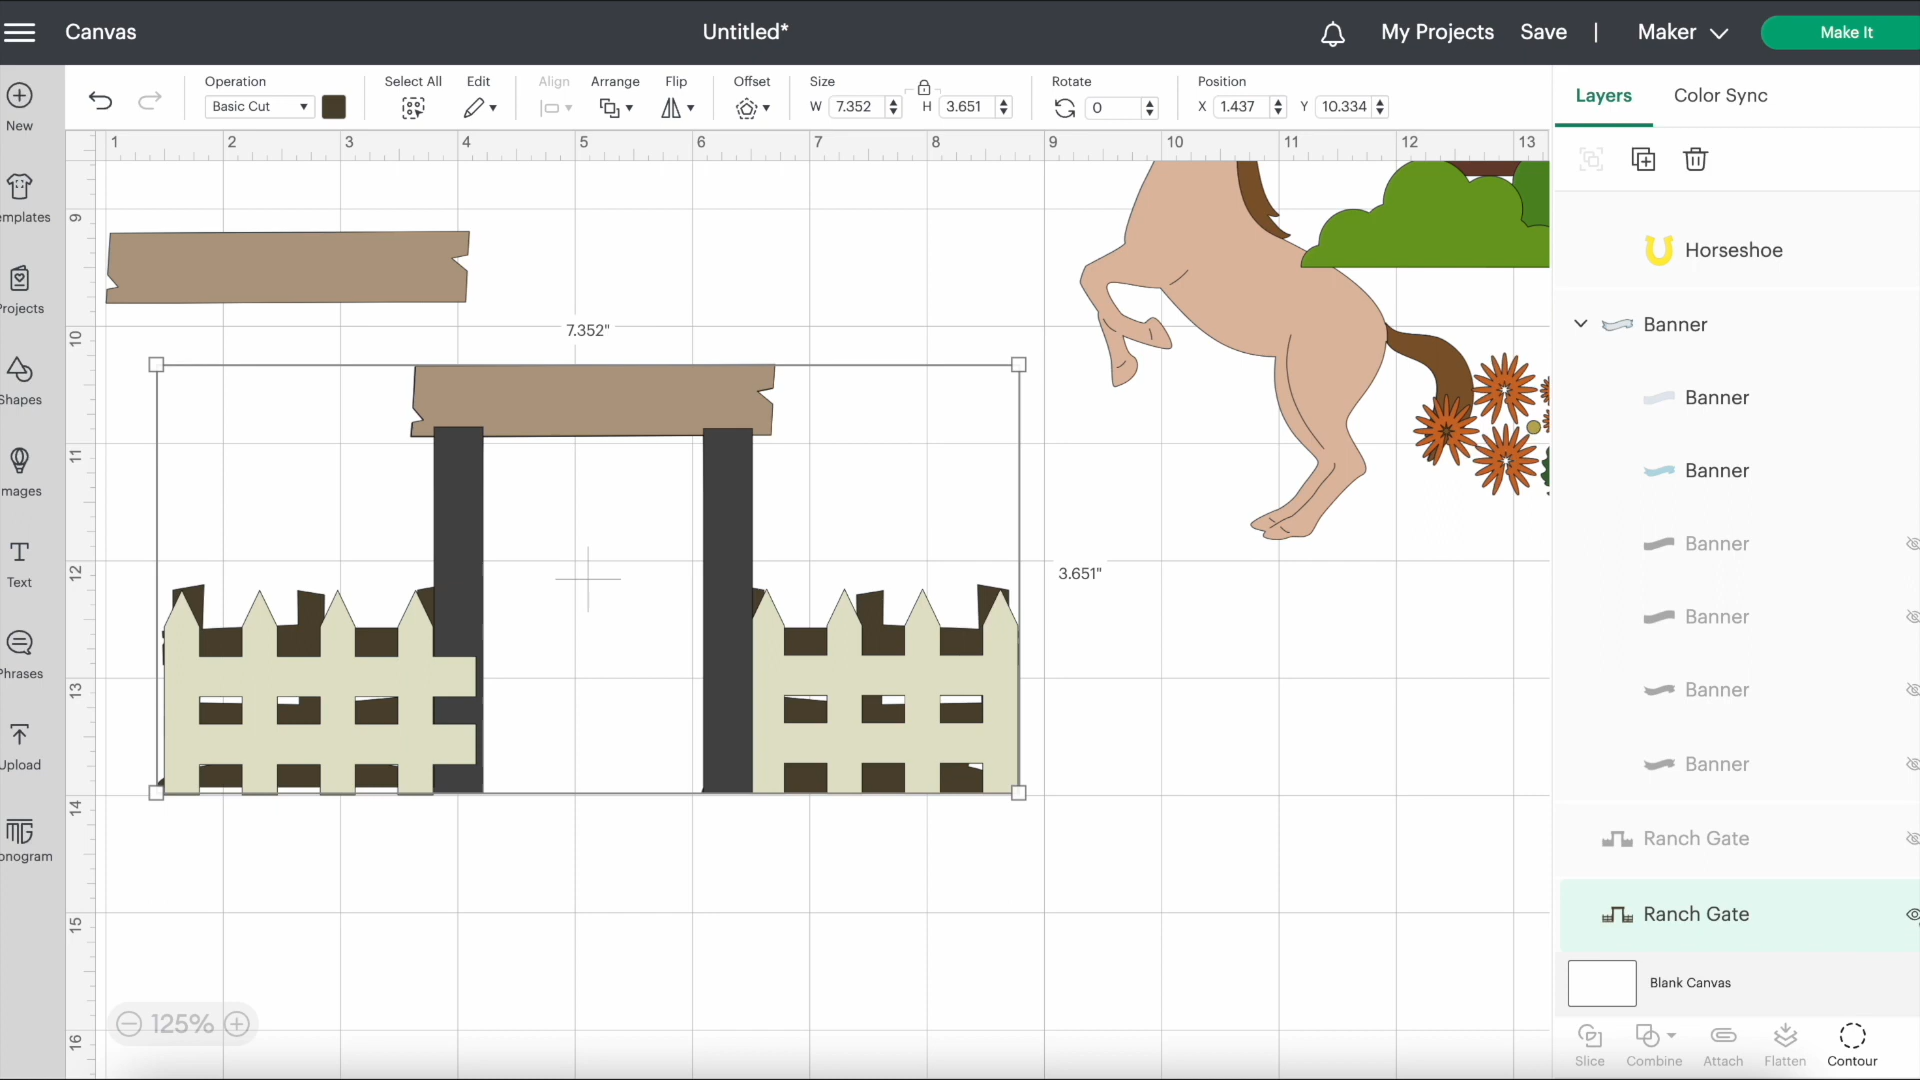 Canvas
Untitled*
My Projects
Save
|
Maker
Make It
Operation
Basic Cut
Select All
Edit
Align
Arrange
Flip
Offset
Size
W 7.352
H 3.651
Rotate
0
Position
X 1.437
Y 10.334
Layers
Color Sync
New
emplates
Projects
Shapes
mages
Text
Phrases
Upload
onogram
MG
1 2 3 4 5 6 7 8 9 10 11 12 13
9
10
11
12
13
14
15
16
7.352"
3.651"
125%
Horseshoe
Banner
Banner
Banner
Banner
Banner
Banner
Banner
Ranch Gate
Ranch Gate
Blank Canvas
Slice
Combine
Attach
Flatten
Contour